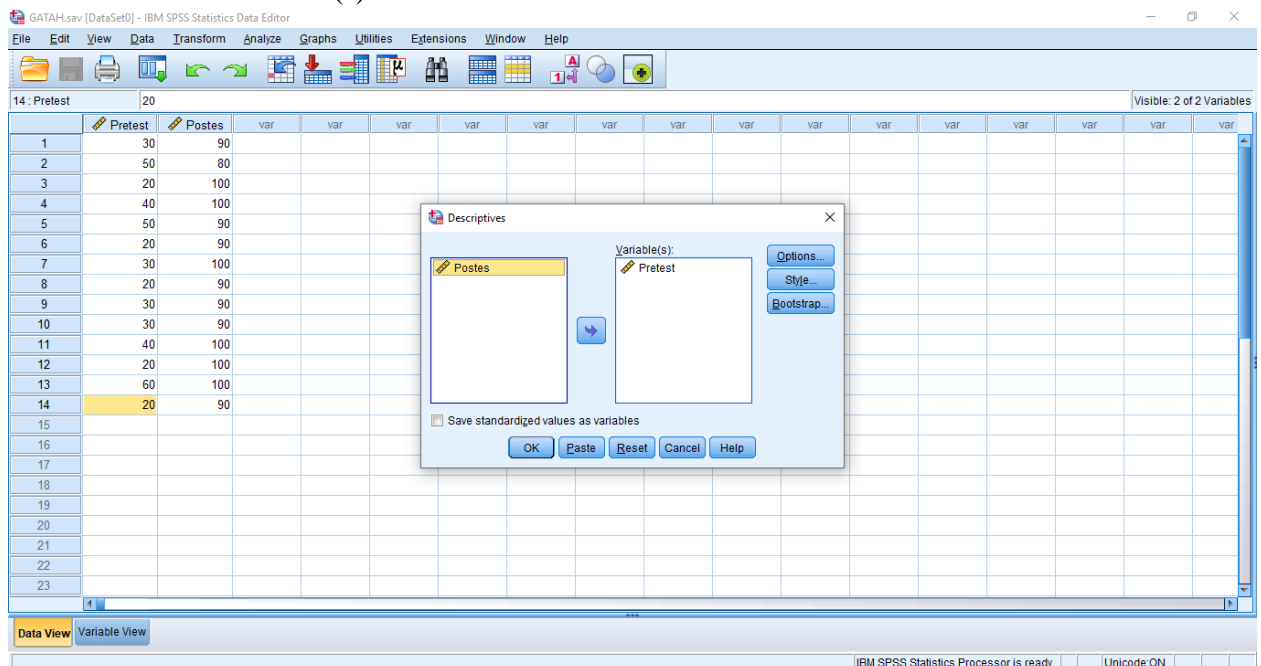 GATAH.sav [DataSet0] - IBM SPSS Statistics Data Editor
File Edit View Data Transform Analyze Graphs Utilities Extensions Window Help
14 : Pretest 20 Visible: 2 of 2 Variables
Pretest Postes var var var var var var var var var var var var var var var
1 30 90
2 50 80
3 20 100
4 40 100
5 50 90
6 20 90
7 30 100
8 20 90
9 30 90
10 30 90
11 40 100
12 20 100
13 60 100
14 20 90
15
16
17
18
19
20
21
22
23
Descriptives
Variable(s):
Postes
Pretest
Options...
Style...
Bootstrap...
Save standardized values as variables
OK Paste Reset Cancel Help
Data View Variable View
IBM SPSS Statistics Processor is ready Unicode:ON